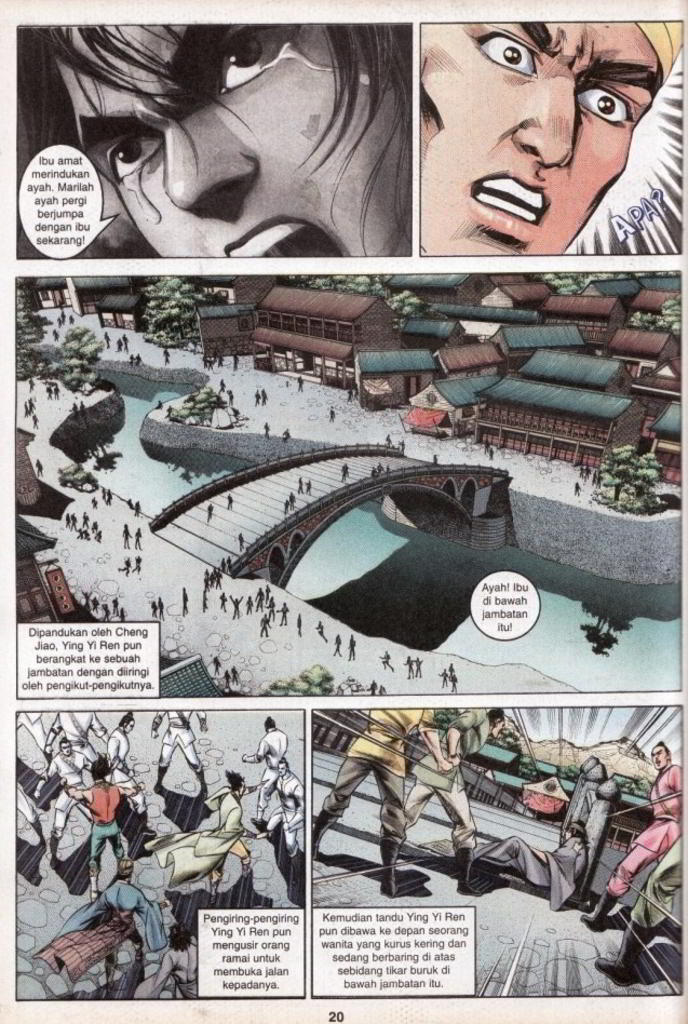 Ibu amat
merindukan
ayah. Marilah
ayah pergi
berjumpa
dengan ibu
sekarang!
APA?
Ayah! Ibu
di bawah
jambatan
itu!
Dipandukan oleh Cheng
Jiao, Ying Yi Ren pun
berangkat ke sebuah
jambatan dengan diiringi
oleh pengikut-pengikutnya.
Pengiring-pengiring
Ying Yi Ren pun
mengusir orang
ramai untuk
membuka jalan
kepadanya.
Kemudian tandu Ying Yi Ren
pun dibawa ke depan seorang
wanita yang kurus kering dan
sedang berbaring di atas
sebidang tikar buruk di
bawah jambatan itu.
20